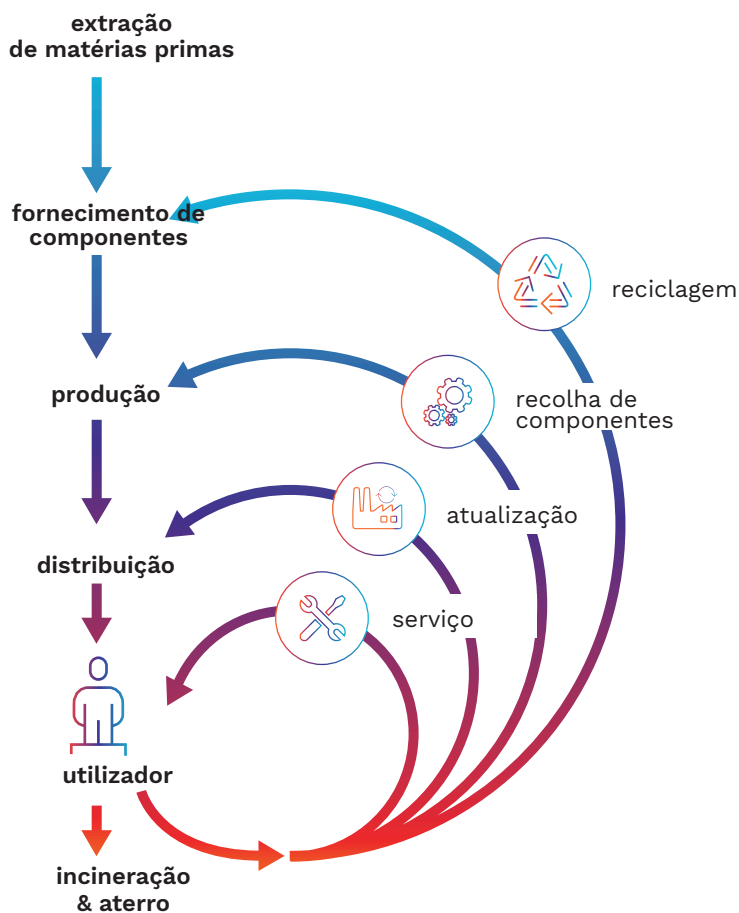 extração
de matérias primas
fornecimento de
componentes
reciclagem
produção
recolha de
componentes
atualização
distribuição
serviço
utilizador
incineração
& aterro